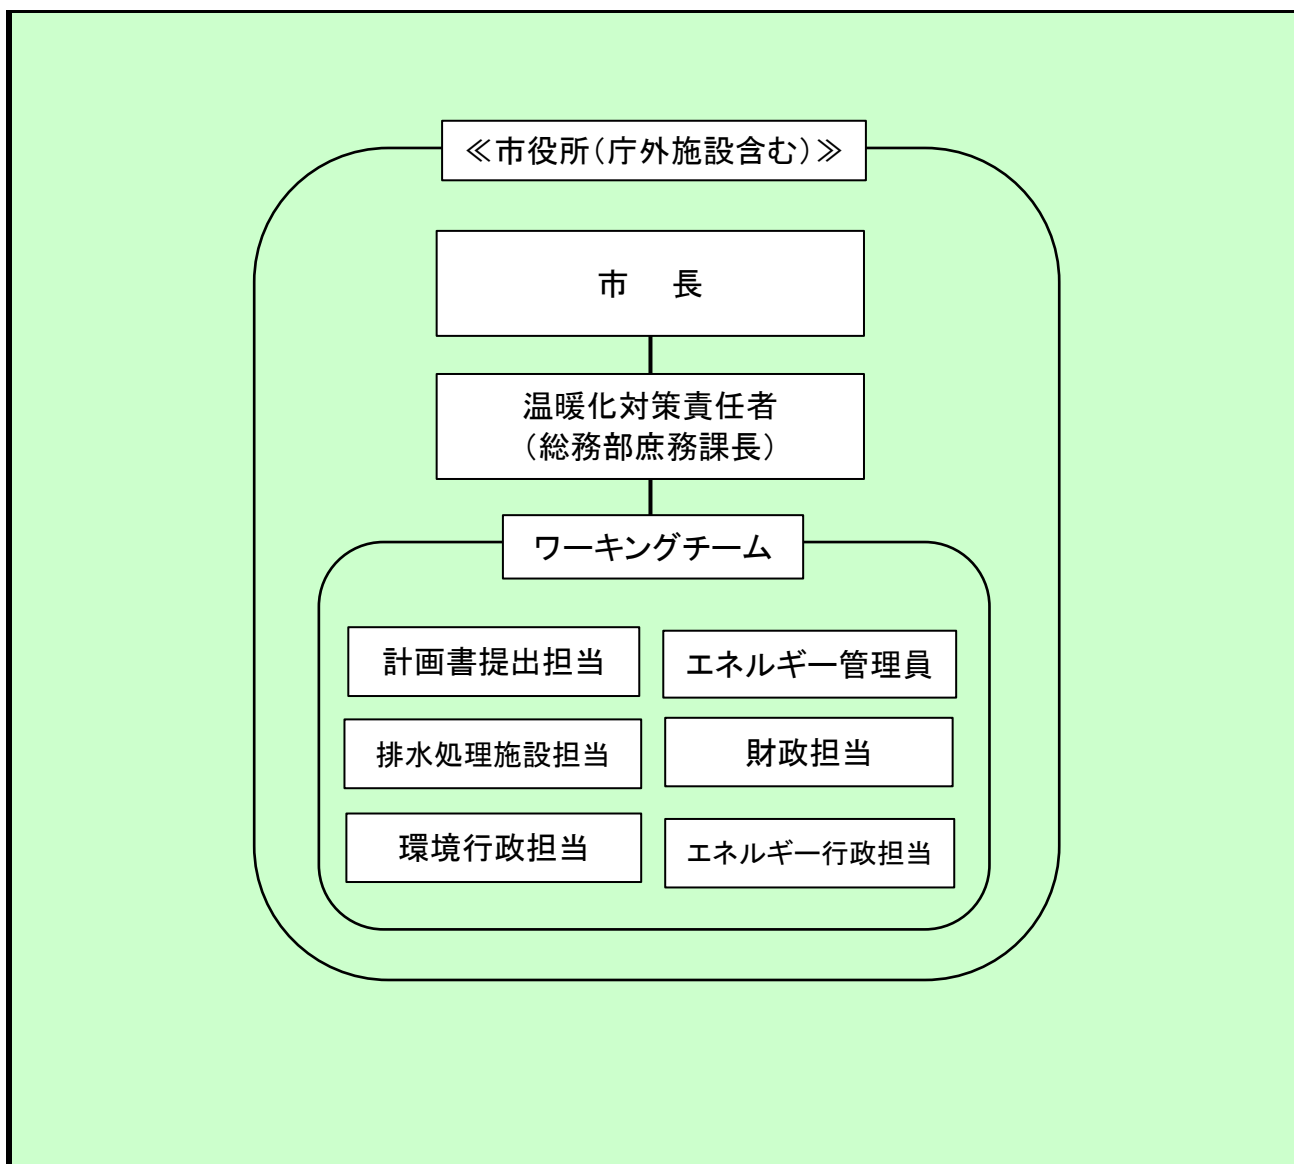 ≪市役所（庁外施設含む）≫
市　長
温暖化対策責任者
（総務部庶務課長）
ワーキングチーム
計画書提出担当
エネルギー管理員
排水処理施設担当
財政担当
環境行政担当
エネルギー行政担当